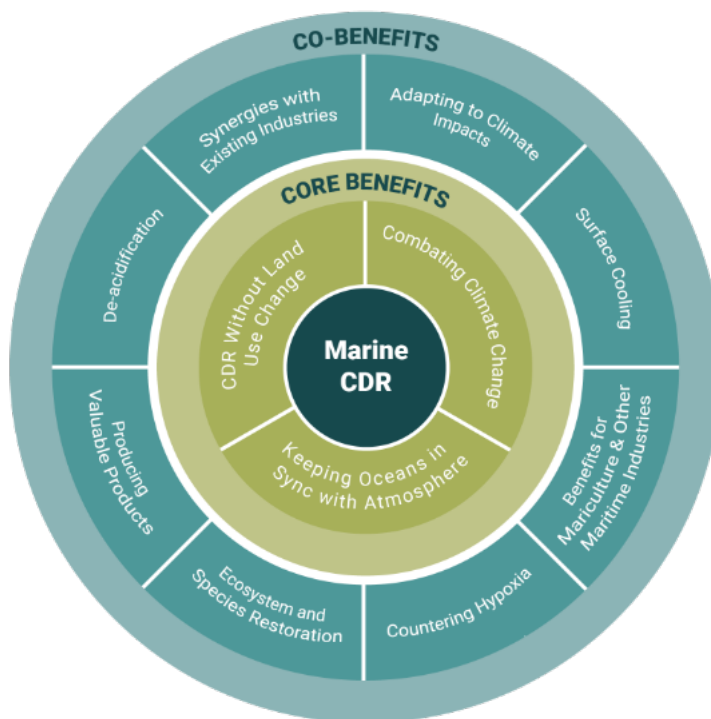 CO-BENEFITS
Synergies with
Existing Industries
Adapting to Climate
Impacts
Surface Cooling
Benefits for
Mariculture & Other
Maritime Industries
Countering Hypoxia
Ecosystem and
Species Restoration
Producing
Valuable Products
De-acidification
CORE BENEFITS
CDR Without Land
Use Change
Combating Climate
Change
Keeping Oceans in
Sync with Atmosphere
Marine
CDR